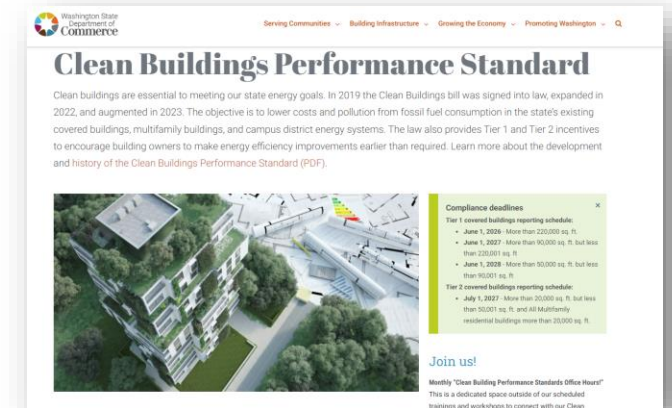 Washington State
Department of
Commerce
Serving Communities
Building Infrastructure
Growing the Economy
Promoting Washington
Clean Buildings Performance Standard
Clean buildings are essential to meeting our state energy goals. In 2019 the Clean Buildings bill was signed into law, expanded in
2022, and augmented in 2023. The objective is to lower costs and pollution from fossil fuel consumption in the state's existing
covered buildings, multifamily buildings, and campus district energy systems. The law also provides Tier 1 and Tier 2 incentives
to encourage building owners to make energy efficiency improvements earlier than required. Learn more about the development
and history of the Clean Buildings Performance Standard (PDF).
Compliance deadlines
Tier 1 covered buildings reporting schedule:
• June 1, 2026 - More than 220,000 sq. ft.
• June 1, 2027 - More than 90,000 sq. ft. but less
than 220,001 sq. ft
• June 1, 2028 - More than 50,000 sq. ft. but less
than 90,001 sq. ft
Tier 2 covered buildings reporting schedule:
• July 1, 2027 - More than 20,000 sq. ft. but less
than 50,001 sq. ft. and All Multifamily
residential buildings more than 20,000 sq. ft.
Join us!
Monthly "Clean Building Performance Standards Office Hours!"
This is a dedicated space outside of our scheduled
trainings and workshops to connect with our Clean